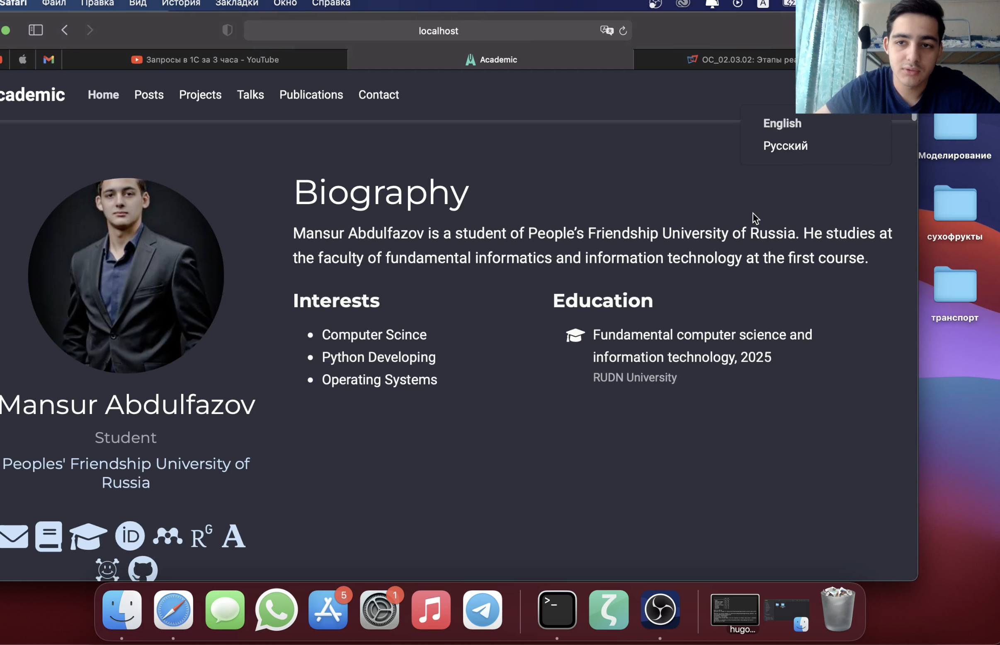 Safari Файл Правка Вид История Закладки Окно Справка
A
localhost
Запросы в 1С за 3 часа - YouTube
Academic
ОС_02.03.02: Этапы реа
cademic
Home Posts Projects Talks Publications Contact
English
Русский
Biography
Mansur Abdulfazov is a student of People’s Friendship University of Russia. He studies at
the faculty of fundamental informatics and information technology at the first course.
Interests
Computer Scince
Python Developing
Operating Systems
Education
Fundamental computer science and
information technology, 2025
RUDN University
Mansur Abdulfazov
Student
Peoples' Friendship University of
Russia
iD
RG
A
Моделирование
сухофрукты
транспорт
5
1
hugo...